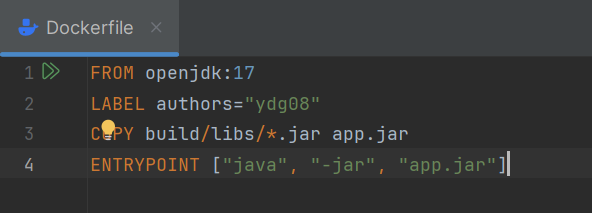 Dockerfile
1 FROM openjdk:17
2 LABEL authors="ydg08"
3 COPY build/libs/*.jar app.jar
4 ENTRYPOINT ["java", "-jar", "app.jar"]